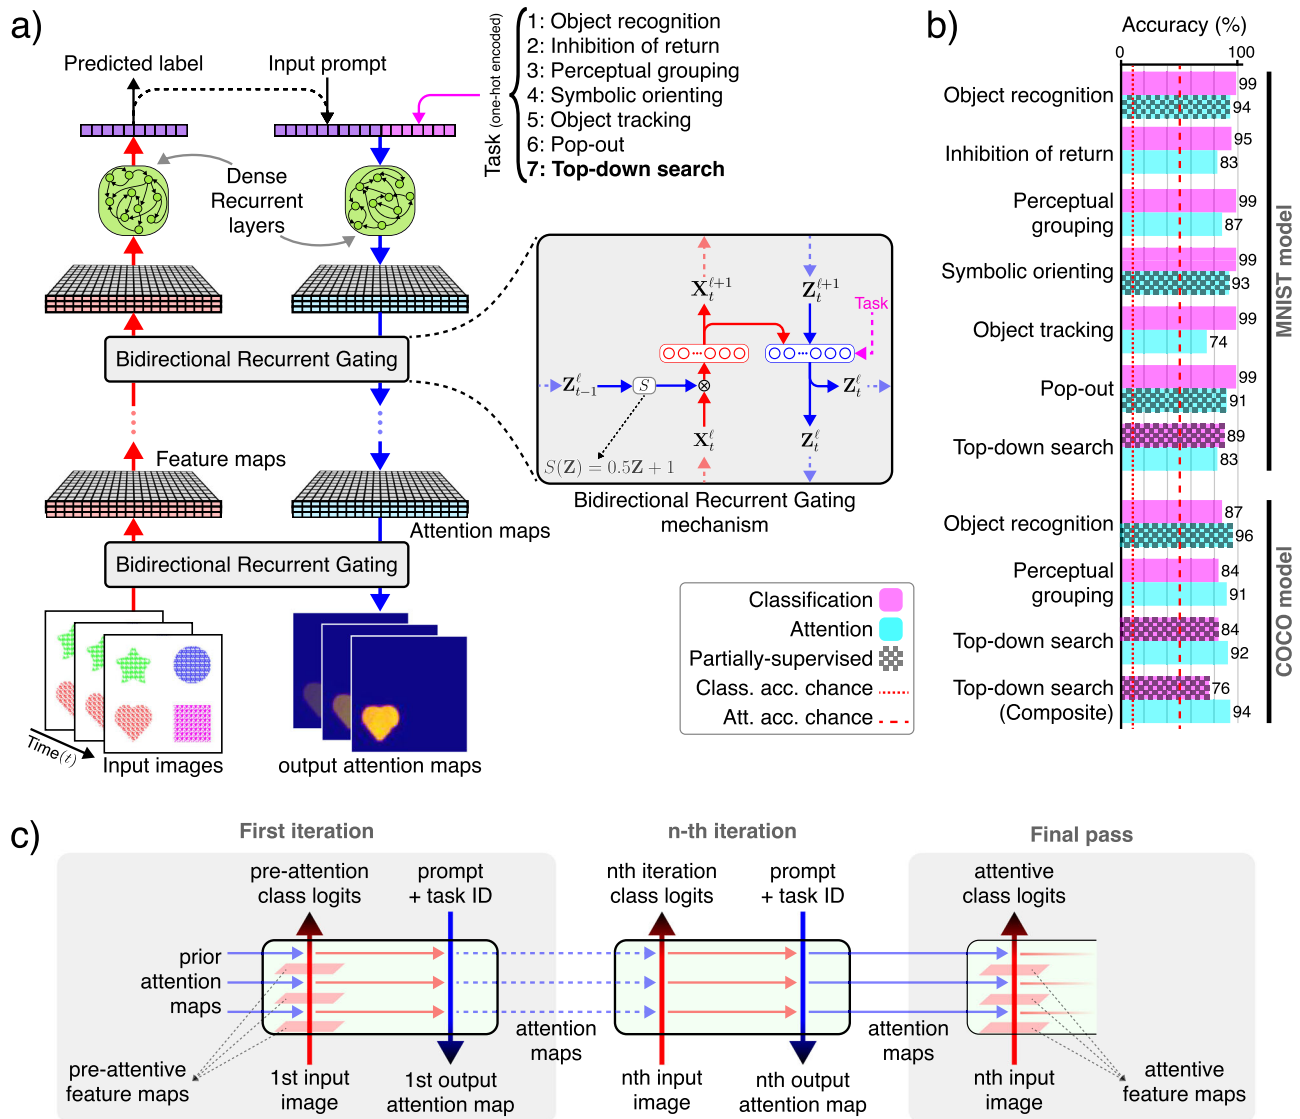 a)
Predicted label
Input prompt
Task (one-hot encoded)
1: Object recognition
2: Inhibition of return
3: Perceptual grouping
4: Symbolic orienting
5: Object tracking
6: Pop-out
7: Top-down search
Dense
Recurrent
layers
Bidirectional Recurrent Gating
Feature maps
Attention maps
Bidirectional Recurrent Gating
Time(t)
Input images
output attention maps
X_t^{ℓ+1}
Z_t^{ℓ+1}
Task
Z_{t-1}^ℓ
S
⊗
Z_t^ℓ
X_t^ℓ
Z_t^ℓ
S(Z) = 0.5Z + 1
Bidirectional Recurrent Gating
mechanism
Classification
Attention
Partially-supervised
Class. acc. chance
Att. acc. chance
b)
Accuracy (%)
0 100
Object recognition 99
94
Inhibition of return 95
83
Perceptual
grouping 99
87
Symbolic orienting 99
93
Object tracking 99
74
Pop-out 99
91
Top-down search 89
83
MNIST model
Object recognition 87
96
Perceptual
grouping 84
91
Top-down search 84
92
Top-down search
(Composite) 76
94
COCO model
c)
First iteration
n-th iteration
Final pass
pre-attention
class logits
prompt
+ task ID
nth iteration
class logits
prompt
+ task ID
attentive
class logits
prior
attention
maps
attention
maps
attention
maps
pre-attentive
feature maps
1st input
image
1st output
attention map
nth input
image
nth output
attention map
nth input
image
attentive
feature maps